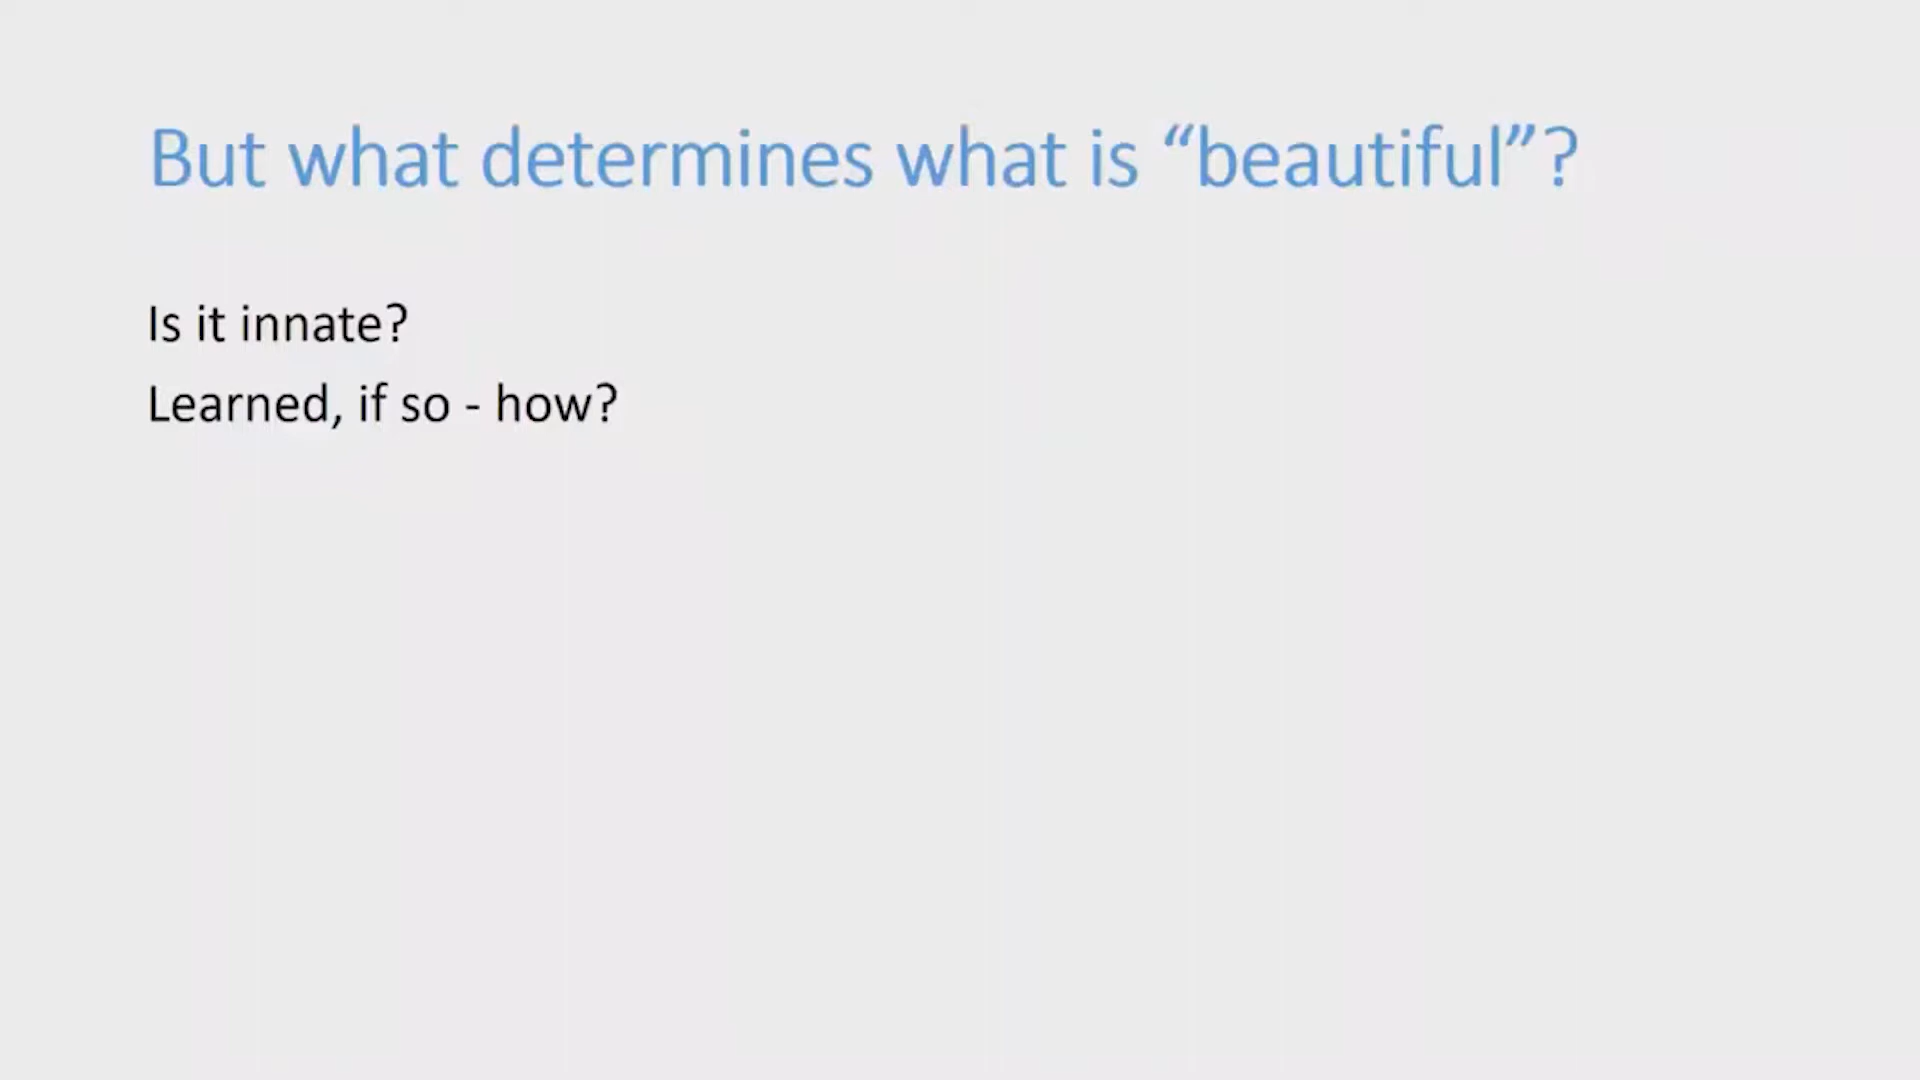 But what determines what is “beautiful”?
Is it innate?
Learned, if so - how?